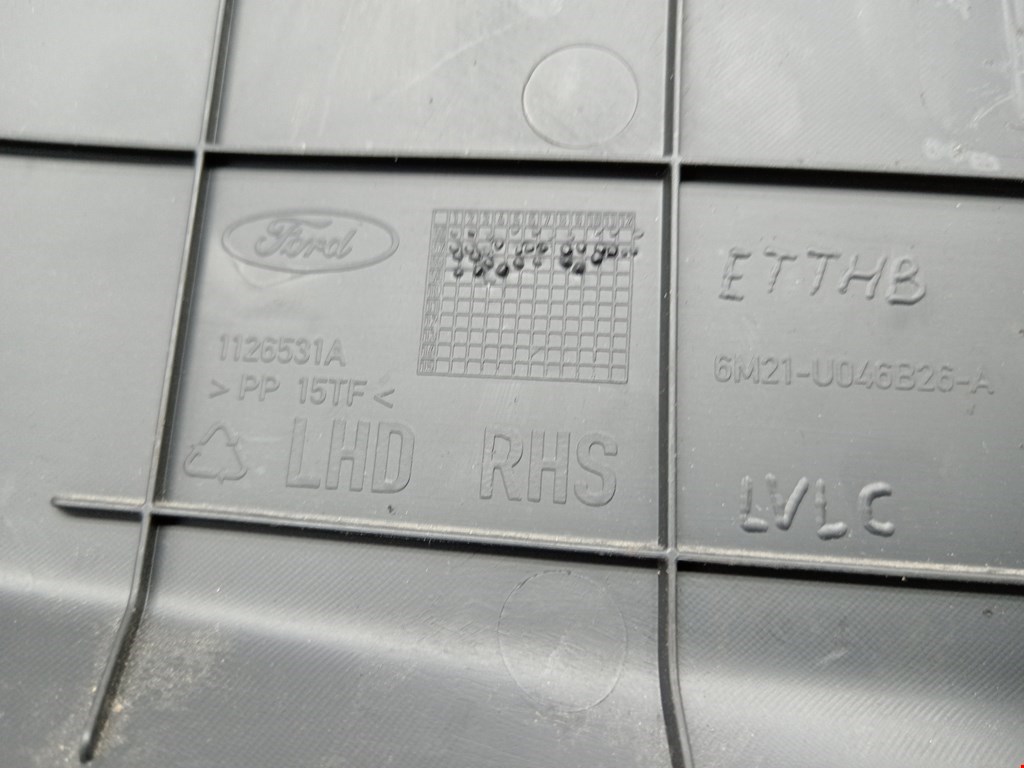 Ford
1126531A
> PP 15TF <
LHD RHS
ETTHB
6M21-U046B26-A
LVLC